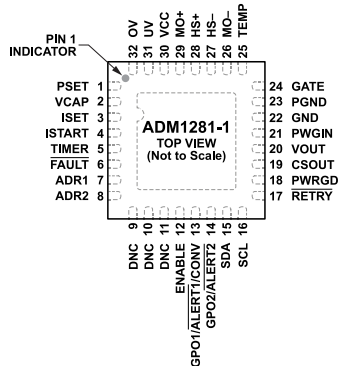 PIN 1
INDICATOR
32 OV
31 UV
30 VCC
29 MO+
28 HS+
27 HS–
26 MO–
25 TEMP
PSET 1
VCAP 2
ISET 3
ISTART 4
TIMER 5
FAULT 6
ADR1 7
ADR2 8
ADM1281-1
TOP VIEW
(Not to Scale)
24 GATE
23 PGND
22 GND
21 PWGIN
20 VOUT
19 CSOUT
18 PWRGD
17 RETRY
DNC 9
DNC 10
DNC 11
ENABLE 12
GPO1/ALERT1/CONV 13
GPO2/ALERT2 14
SDA 15
SCL 16